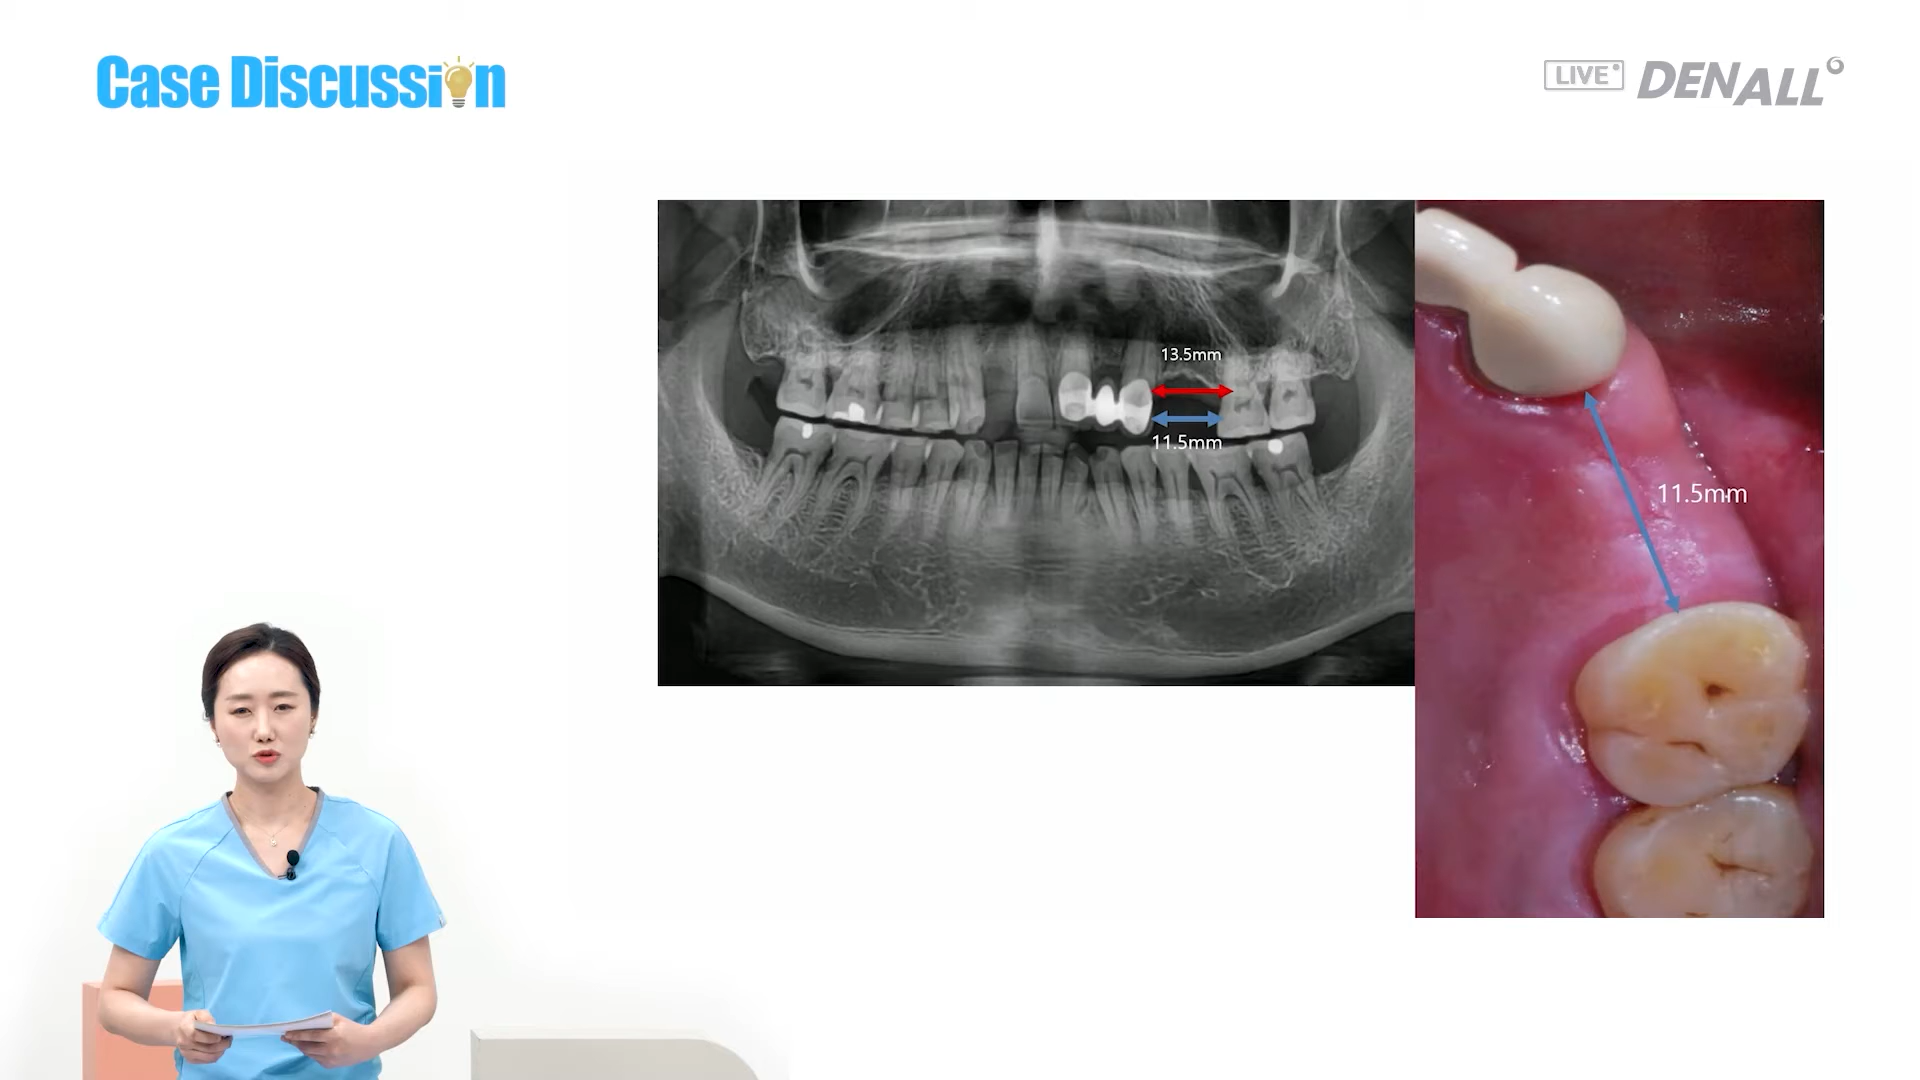 Case Discussion
LIVE
DENALL
13.5mm
11.5mm
11.5mm